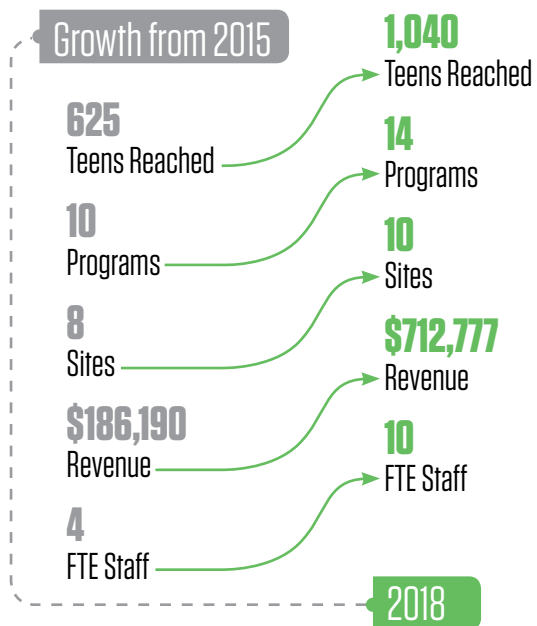 Growth from 2015
625
Teens Reached
10
Programs
8
Sites
$186,190
Revenue
4
FTE Staff
1,040
Teens Reached
14
Programs
10
Sites
$712,777
Revenue
10
FTE Staff
2018